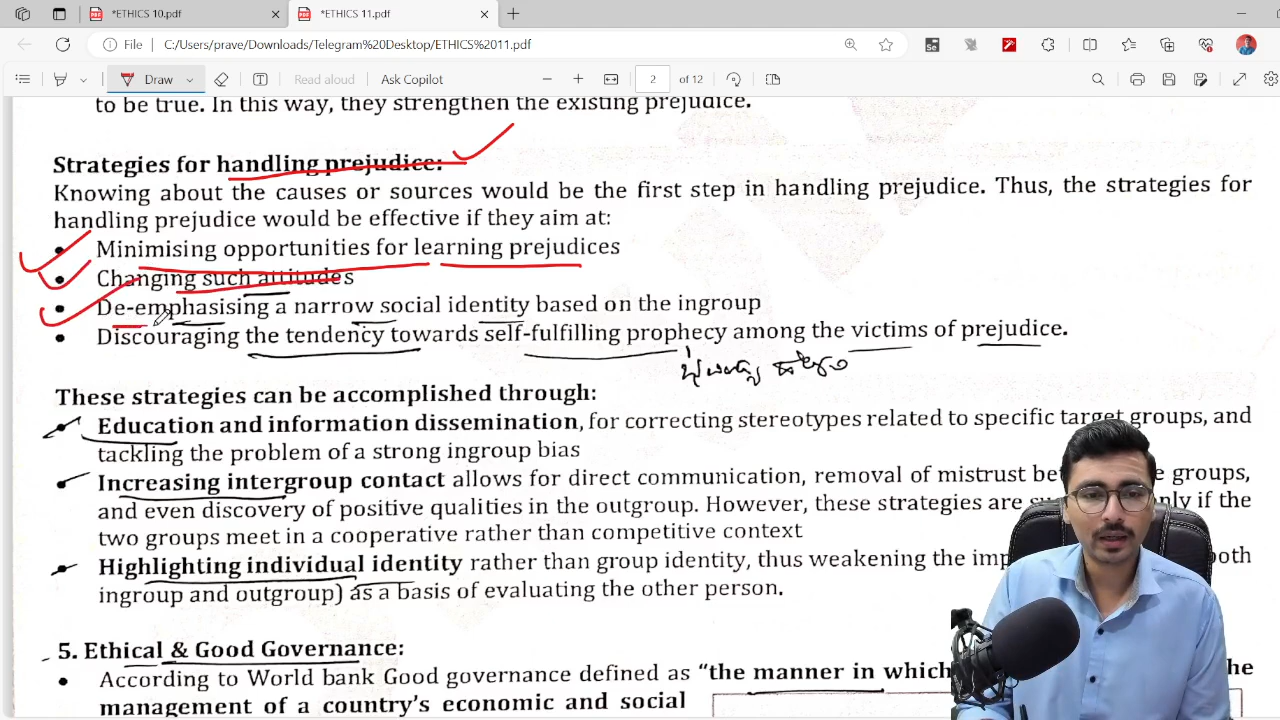 *ETHICS 10.pdf
*ETHICS 11.pdf
File C:/Users/prave/Downloads/Telegram%20Desktop/ETHICS%2011.pdf
Draw Read aloud Ask Copilot 2 of 12
to be true. In this way, they strengthen the existing prejudice.
Strategies for handling prejudice:
Knowing about the causes or sources would be the first step in handling prejudice. Thus, the strategies for
handling prejudice would be effective if they aim at:
• Minimising opportunities for learning prejudices
• Changing such attitudes
• De-emphasising a narrow social identity based on the ingroup
• Discouraging the tendency towards self-fulfilling prophecy among the victims of prejudice.
These strategies can be accomplished through:
• Education and information dissemination, for correcting stereotypes related to specific target groups, and
tackling the problem of a strong ingroup bias
• Increasing intergroup contact allows for direct communication, removal of mistrust groups,
and even discovery of positive qualities in the outgroup. However, these strategies are if the
two groups meet in a cooperative rather than competitive context
• Highlighting individual identity rather than group identity, thus weakening the both
ingroup and outgroup) as a basis of evaluating the other person.
5. Ethical & Good Governance:
• According to World bank Good governance defined as “the manner in which the
management of a country's economic and social